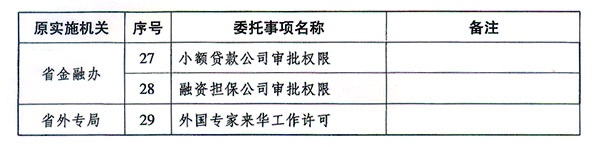 原实施机关 序号 委托事项名称 备注
省金融办 27 小额贷款公司审批权限
28 融资担保公司审批权限
省外专局 29 外国专家来华工作许可